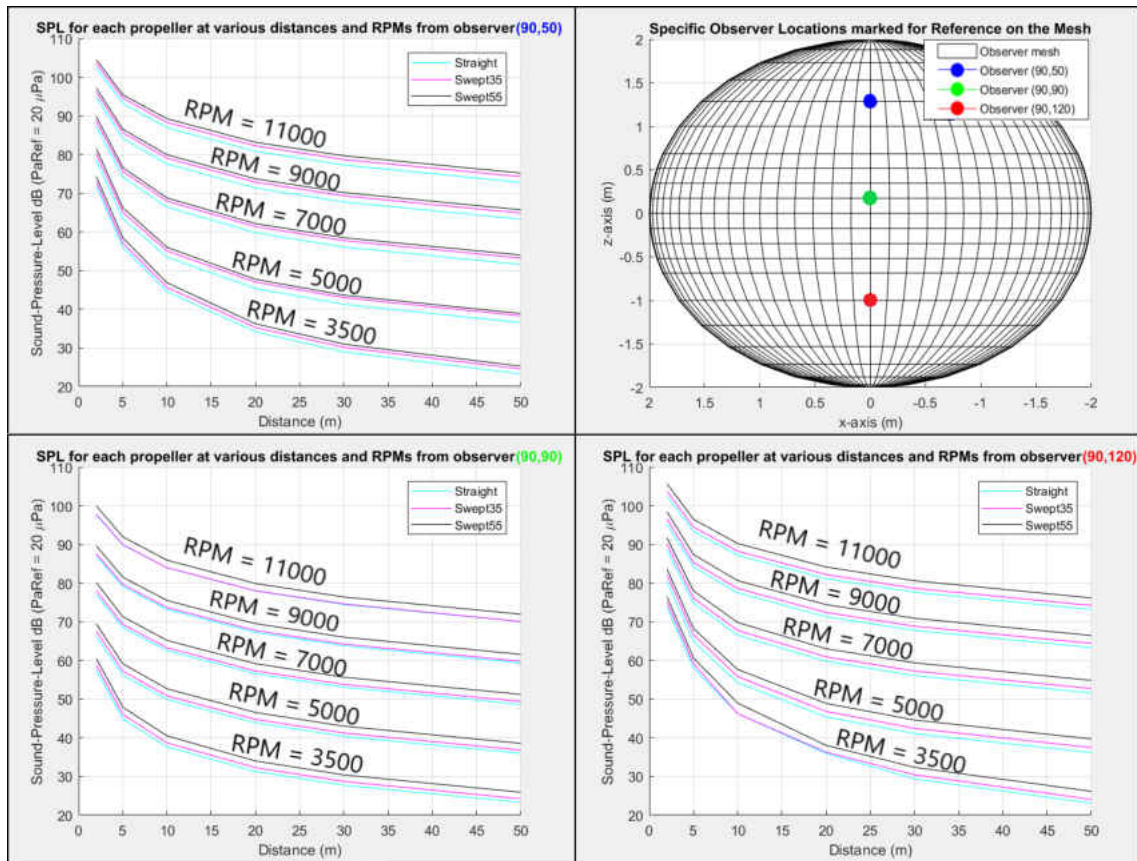 SPL for each propeller at various distances and RPMs from observer(90,50)
110
100
90
80
70
60
50
40
30
20
Sound-Pressure-Level dB (PaRef = 20 μPa)
Straight
Swept35
Swept55
RPM = 11000
RPM = 9000
RPM = 7000
RPM = 5000
RPM = 3500
0 5 10 15 20 25 30 35 40 45 50
Distance (m)
Specific Observer Locations marked for Reference on the Mesh
2
1.5
1
0.5
0
-0.5
-1
-1.5
-2
z-axis (m)
Observer mesh
Observer (90,50)
Observer (90,90)
Observer (90,120)
2 1.5 1 0.5 0 -0.5 -1 -1.5 -2
x-axis (m)
SPL for each propeller at various distances and RPMs from observer(90,90)
110
100
90
80
70
60
50
40
30
20
Sound-Pressure-Level dB (PaRef = 20 μPa)
Straight
Swept35
Swept55
RPM = 11000
RPM = 9000
RPM = 7000
RPM = 5000
RPM = 3500
0 5 10 15 20 25 30 35 40 45 50
Distance (m)
SPL for each propeller at various distances and RPMs from observer(90,120)
110
100
90
80
70
60
50
40
30
20
Sound-Pressure-Level dB (PaRef = 20 μPa)
Straight
Swept35
Swept55
RPM = 11000
RPM = 9000
RPM = 7000
RPM = 5000
RPM = 3500
0 5 10 15 20 25 30 35 40 45 50
Distance (m)